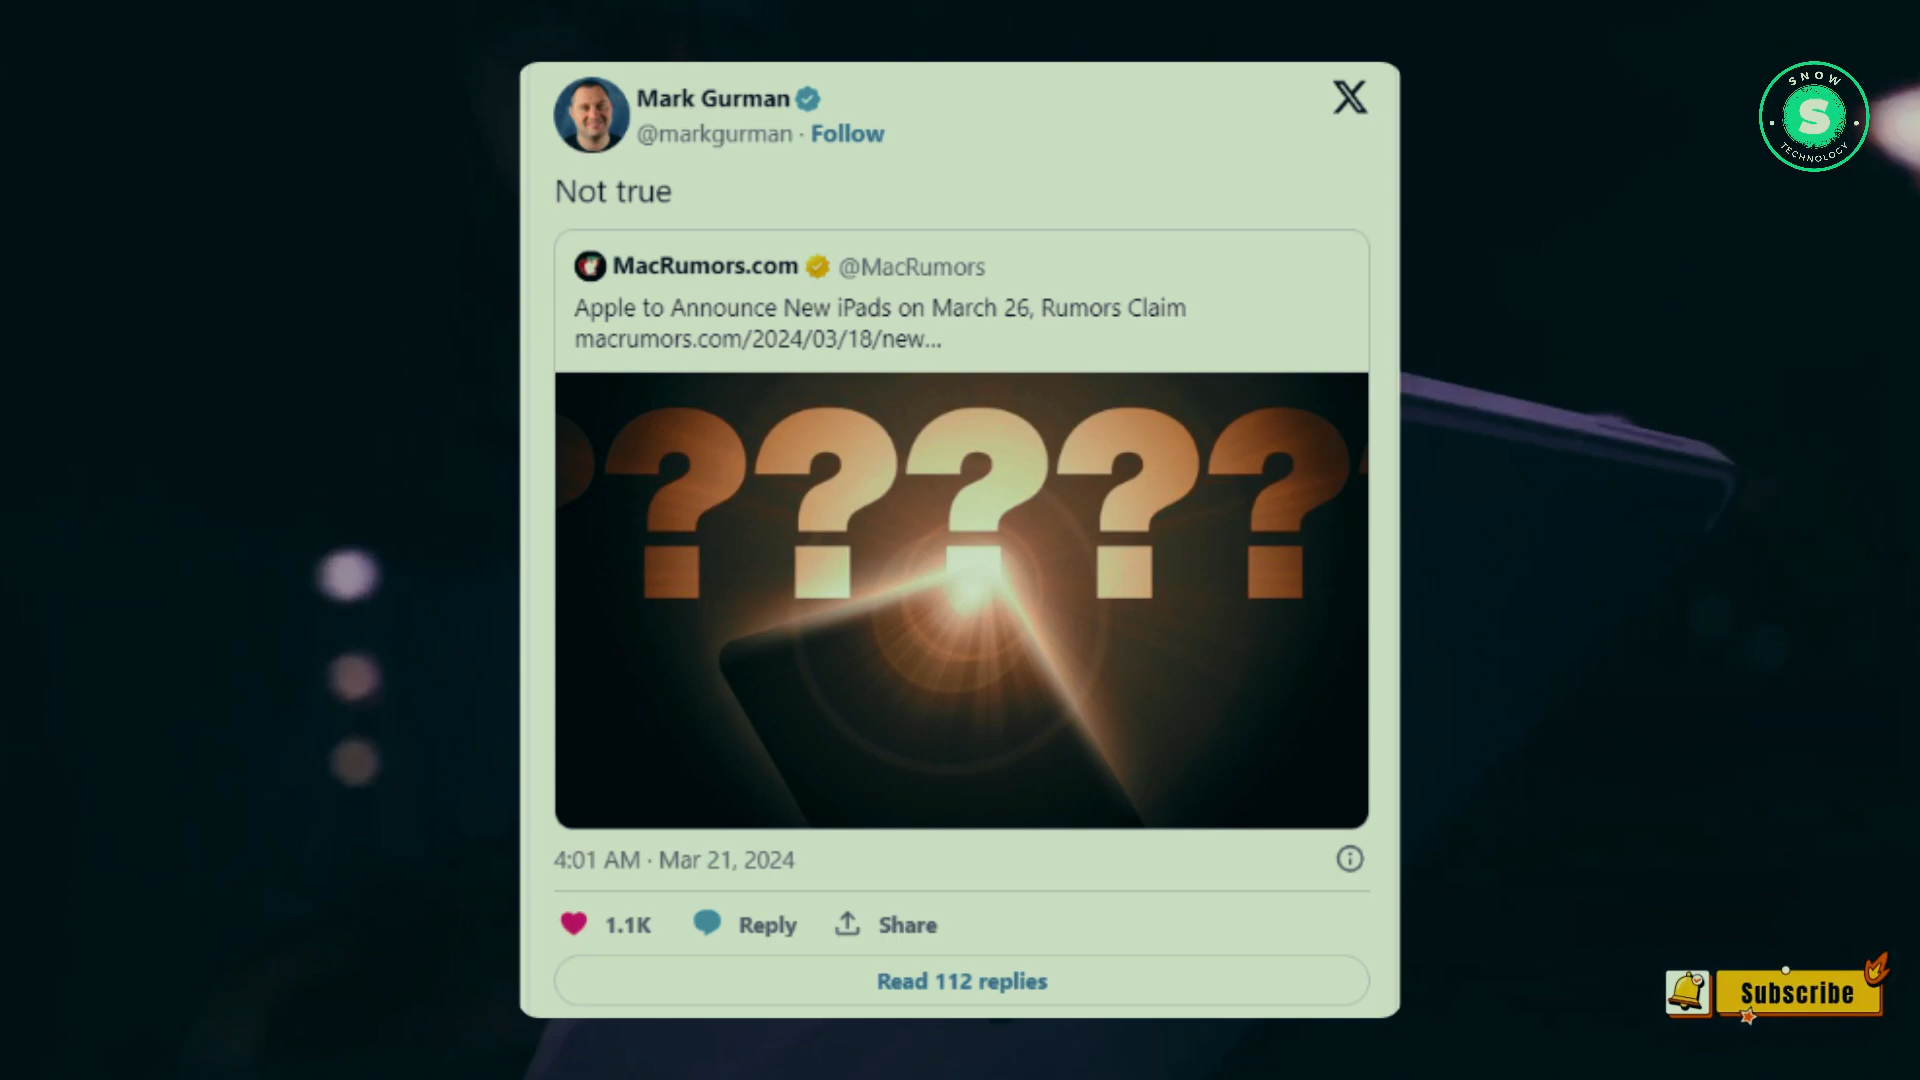 Mark Gurman
@markgurman · Follow
Not true
MacRumors.com @MacRumors
Apple to Announce New iPads on March 26, Rumors Claim
macrumors.com/2024/03/18/new...
?????
4:01 AM · Mar 21, 2024
1.1K Reply Share
Read 112 replies
SNOW
S
TECHNOLOGY
Subscribe